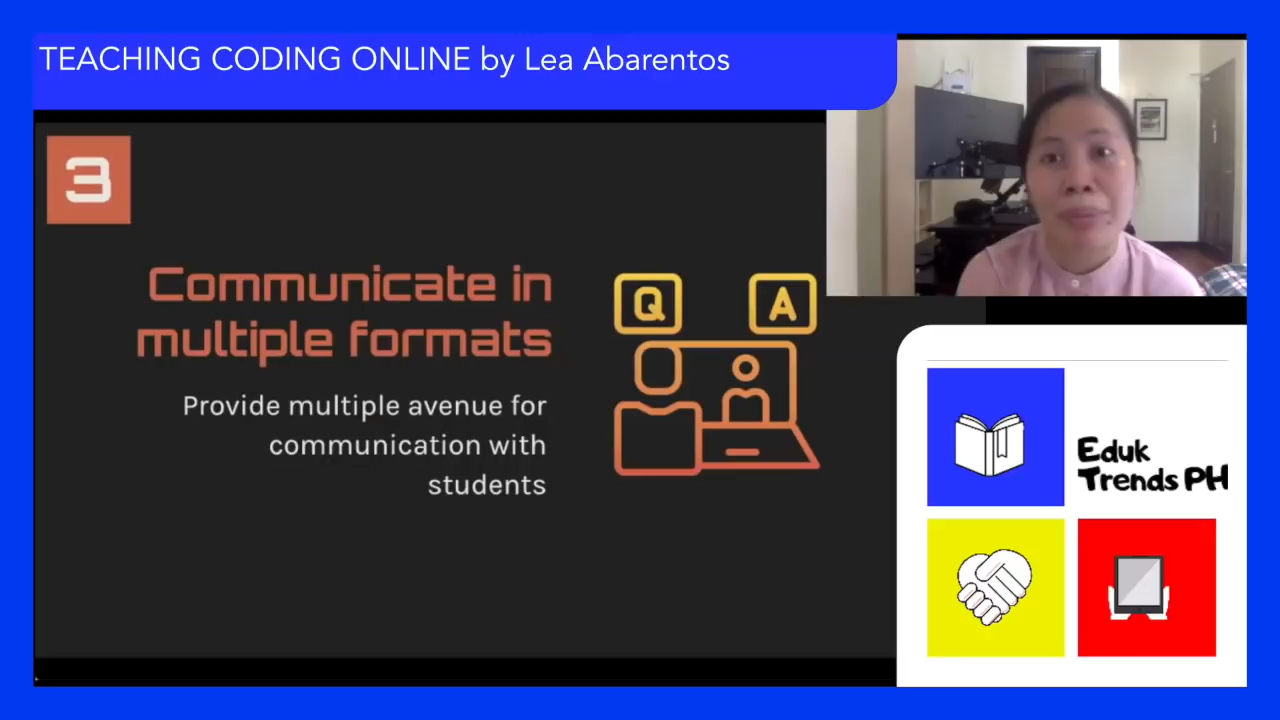 TEACHING CODING ONLINE by Lea Abarentos
3
Communicate in
multiple formats
Provide multiple avenue for
communication with
students
Q A
Eduk
Trends PH